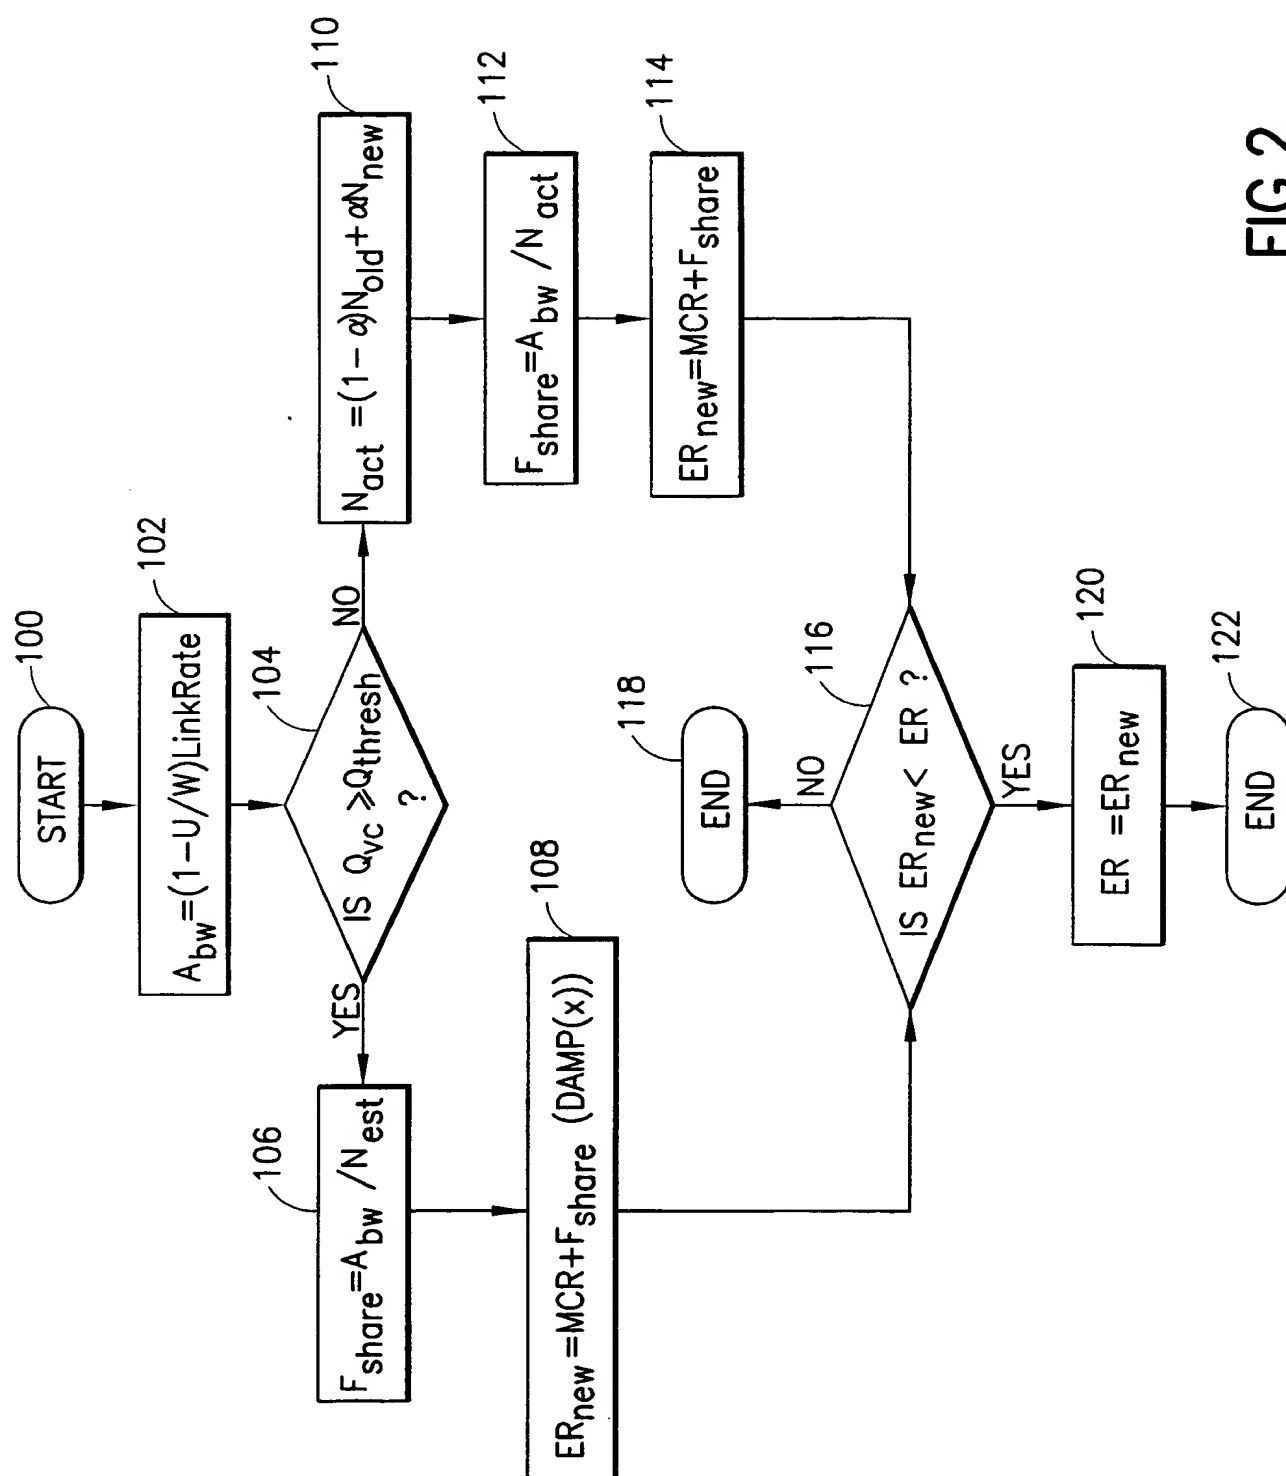 100
START
102
A_bw=(1-U/W)LinkRate
104
IS Q_vc ≥Q_thresh
?
YES
NO
106
F_share=A_bw /N_est
108
ER_new=MCR+F_share (DAMP(x))
110
N_act =(1-α)N_old+αN_new
112
F_share=A_bw /N_act
114
ER_new=MCR+F_share
116
IS ER_new< ER ?
NO
118
END
YES
120
ER =ER_new
122
END
FIG.2